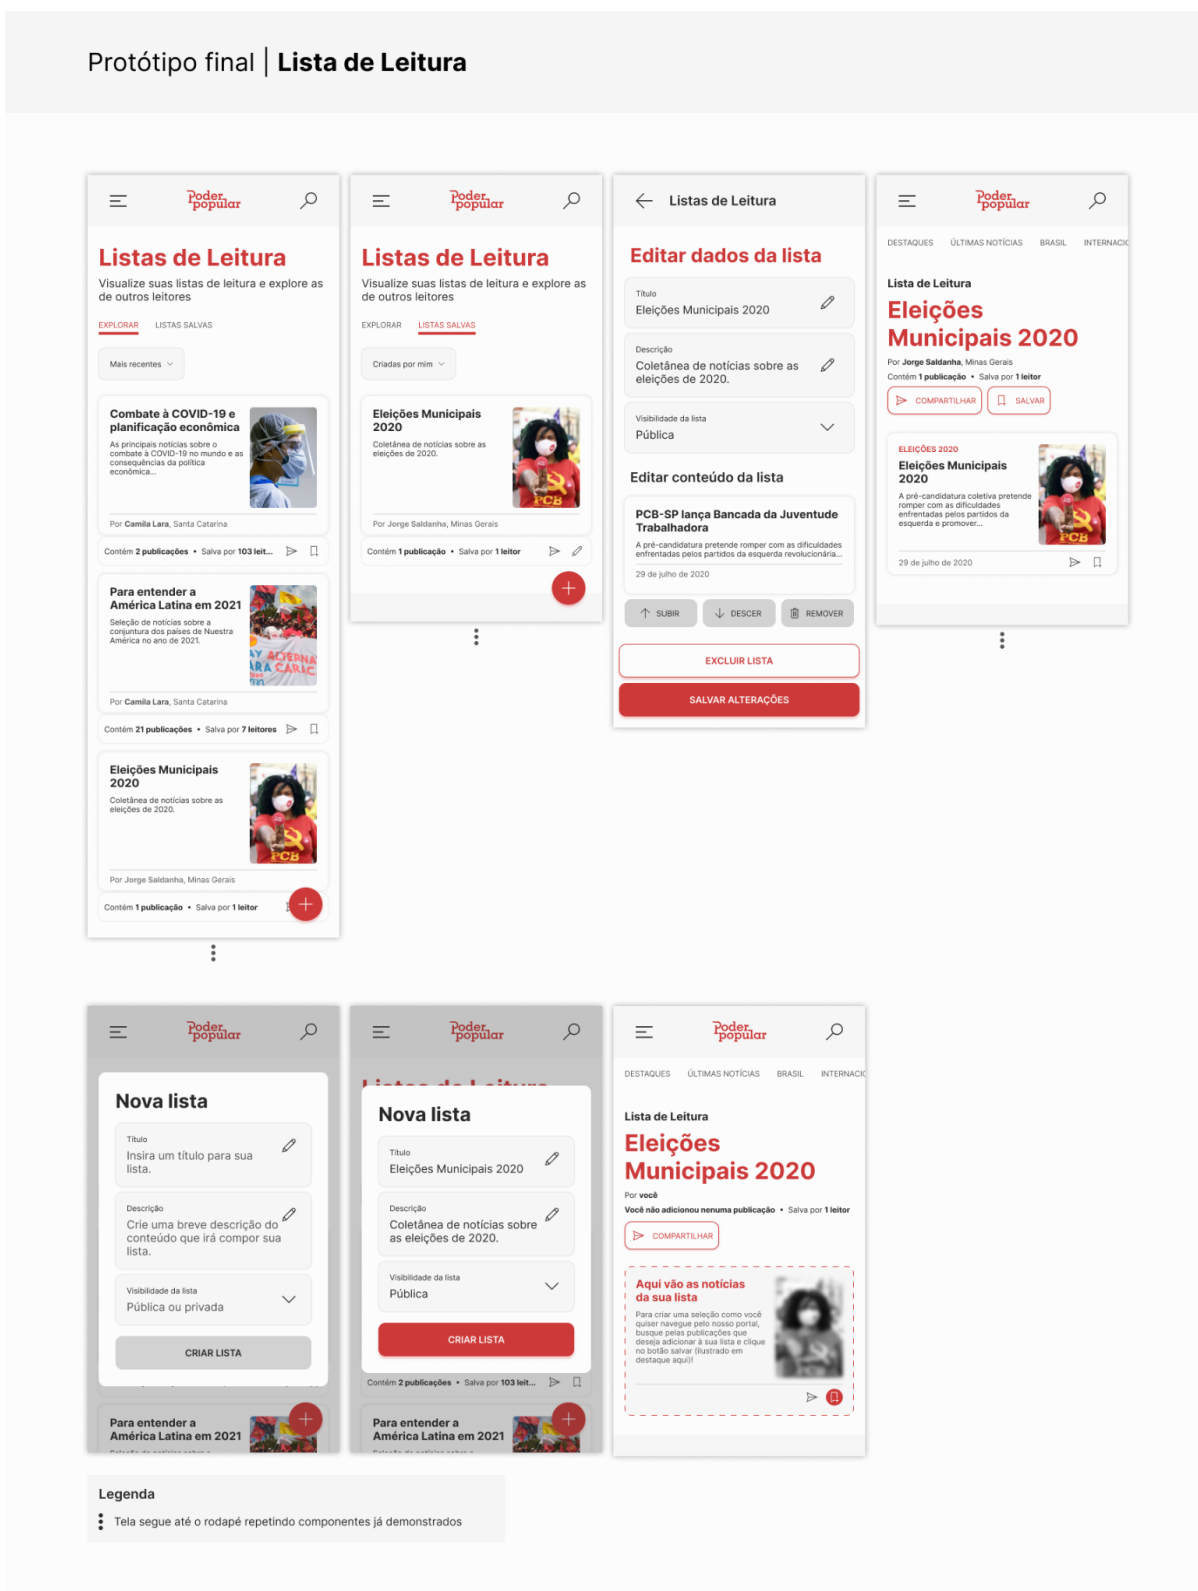 Protótipo final | Lista de Leitura
Poder popular
Listas de Leitura
Visualize suas listas de leitura e explore as
de outros leitores
EXPLORAR LISTAS SALVAS
Mais recentes
Combate à COVID-19 e
planificação econômica
As principais notícias sobre o
combate à COVID-19 no mundo e as
consequências da política
econômica...
Por Camila Lara, Santa Catarina
Contém 2 publicações • Salva por 103 leit...
Para entender a
América Latina em 2021
Seleção de notícias sobre a
conjuntura dos países de Nuestra
América no ano de 2021.
Por Camila Lara, Santa Catarina
Contém 21 publicações • Salva por 7 leitores
Eleições Municipais
2020
Coletânea de notícias sobre as
eleições de 2020.
PCB
Por Jorge Saldanha, Minas Gerais
Contém 1 publicação • Salva por 1 leitor
Poder popular
Listas de Leitura
Visualize suas listas de leitura e explore as
de outros leitores
EXPLORAR LISTAS SALVAS
Criadas por mim
Eleições Municipais
2020
Coletânea de notícias sobre as
eleições de 2020.
PCB
Por Jorge Saldanha, Minas Gerais
Contém 1 publicação • Salva por 1 leitor
Listas de Leitura
Editar dados da lista
Título
Eleições Municipais 2020
Descrição
Coletânea de notícias sobre as
eleições de 2020.
Visibilidade da lista
Pública
Editar conteúdo da lista
PCB-SP lança Bancada da Juventude
Trabalhadora
A pré-candidatura pretende romper com as dificuldades
enfrentadas pelos partidos da esquerda revolucionária...
29 de julho de 2020
SUBIR DESCER REMOVER
EXCLUIR LISTA
SALVAR ALTERAÇÕES
Poder popular
DESTAQUES ÚLTIMAS NOTÍCIAS BRASIL INTERNACIO
Lista de Leitura
Eleições
Municipais 2020
Por Jorge Saldanha, Minas Gerais
Contém 1 publicação • Salva por 1 leitor
COMPARTILHAR SALVAR
ELEIÇÕES 2020
Eleições Municipais
2020
A pré-candidatura coletiva pretende
romper com as dificuldades
enfrentadas pelos partidos da
esquerda e promover...
PCB
29 de julho de 2020
Poder popular
Nova lista
Título
Insira um título para sua
lista.
Descrição
Crie uma breve descrição do
conteúdo que irá compor sua
lista.
Visibilidade da lista
Pública ou privada
CRIAR LISTA
Para entender a
América Latina em 2021
Poder popular
Listas de Leitura
Nova lista
Título
Eleições Municipais 2020
Descrição
Coletânea de notícias sobre
as eleições de 2020.
Visibilidade da lista
Pública
CRIAR LISTA
Contém 2 publicações • Salva por 103 leit...
Para entender a
América Latina em 2021
Poder popular
DESTAQUES ÚLTIMAS NOTÍCIAS BRASIL INTERNACIO
Lista de Leitura
Eleições
Municipais 2020
Por você
Você não adicionou nenuma publicação • Salva por 1 leitor
COMPARTILHAR
Aqui vão as notícias
da sua lista
Para criar uma seleção como você
quiser navegue pelo nosso portal,
busque pelas publicações que
deseja adicionar à sua lista e clique
no botão salvar (ilustrado em
destaque aqui)!
Legenda
Tela segue até o rodapé repetindo componentes já demonstrados